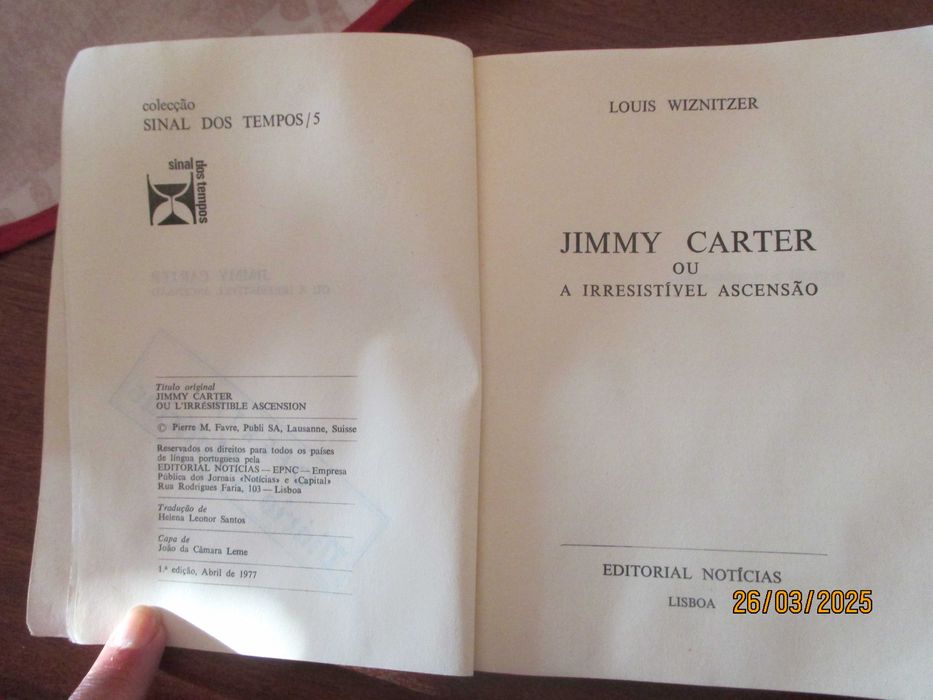 colecção
SINAL DOS TEMPOS/5
sinal dos tempos
Título original
JIMMY CARTER
OU L'IRRÉSISTIBLE ASCENSION
© Pierre M. Favre, Publi SA, Lausanne, Suisse
Reservados os direitos para todos os países
de língua portuguesa pela
EDITORIAL NOTÍCIAS — EPNC — Empresa
Pública dos Jornais «Notícias» e «Capital»
Rua Rodrigues Faria, 103 — Lisboa
Tradução de
Helena Leonor Santos
Capa de
João da Câmara Leme
1.ª edição, Abril de 1977
LOUIS WIZNITZER
JIMMY CARTER
OU
A IRRESISTÍVEL ASCENSÃO
EDITORIAL NOTÍCIAS
LISBOA
26/03/2025